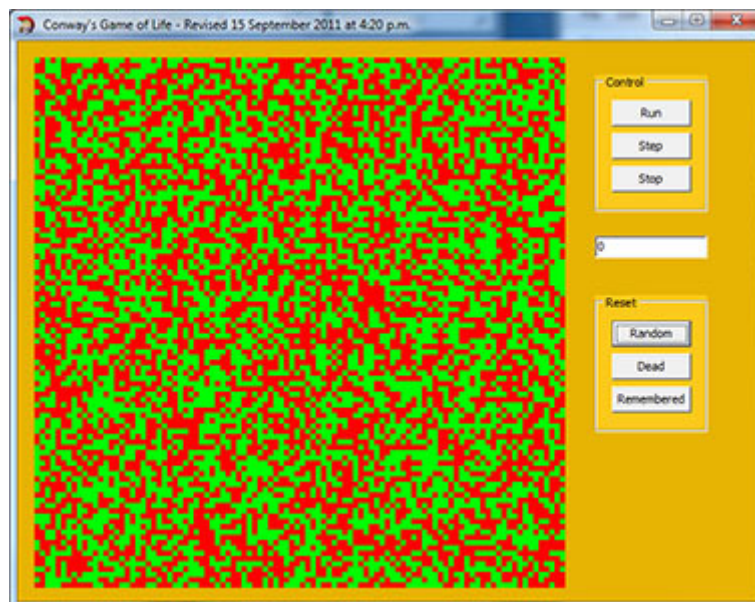 Conway's Game of Life - Revised 15 September 2011 at 4:20 p.m.
Control
Run
Step
Stop
0
Reset
Random
Dead
Remembered